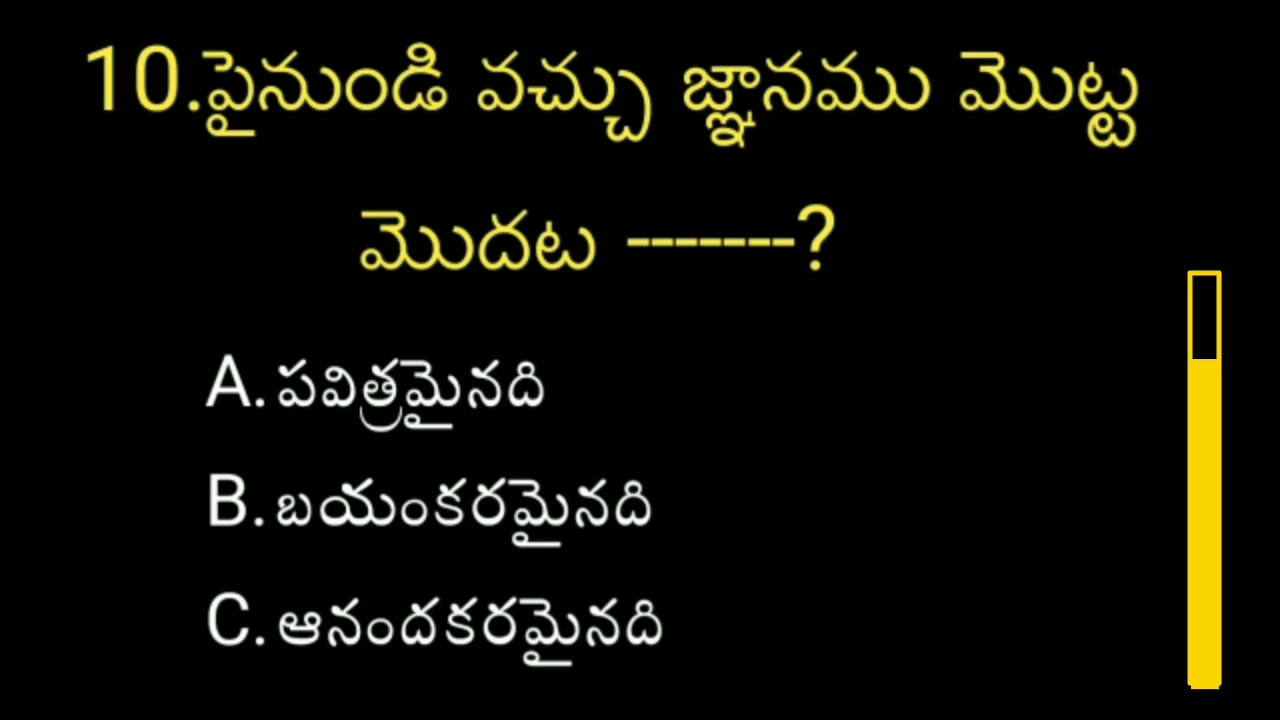 10.పైనుండి వచ్చు జ్ఞానము మొట్ట
మొదట -------?
A. పవిత్రమైనది
B. బయంకరమైనది
C. ఆనందకరమైనది